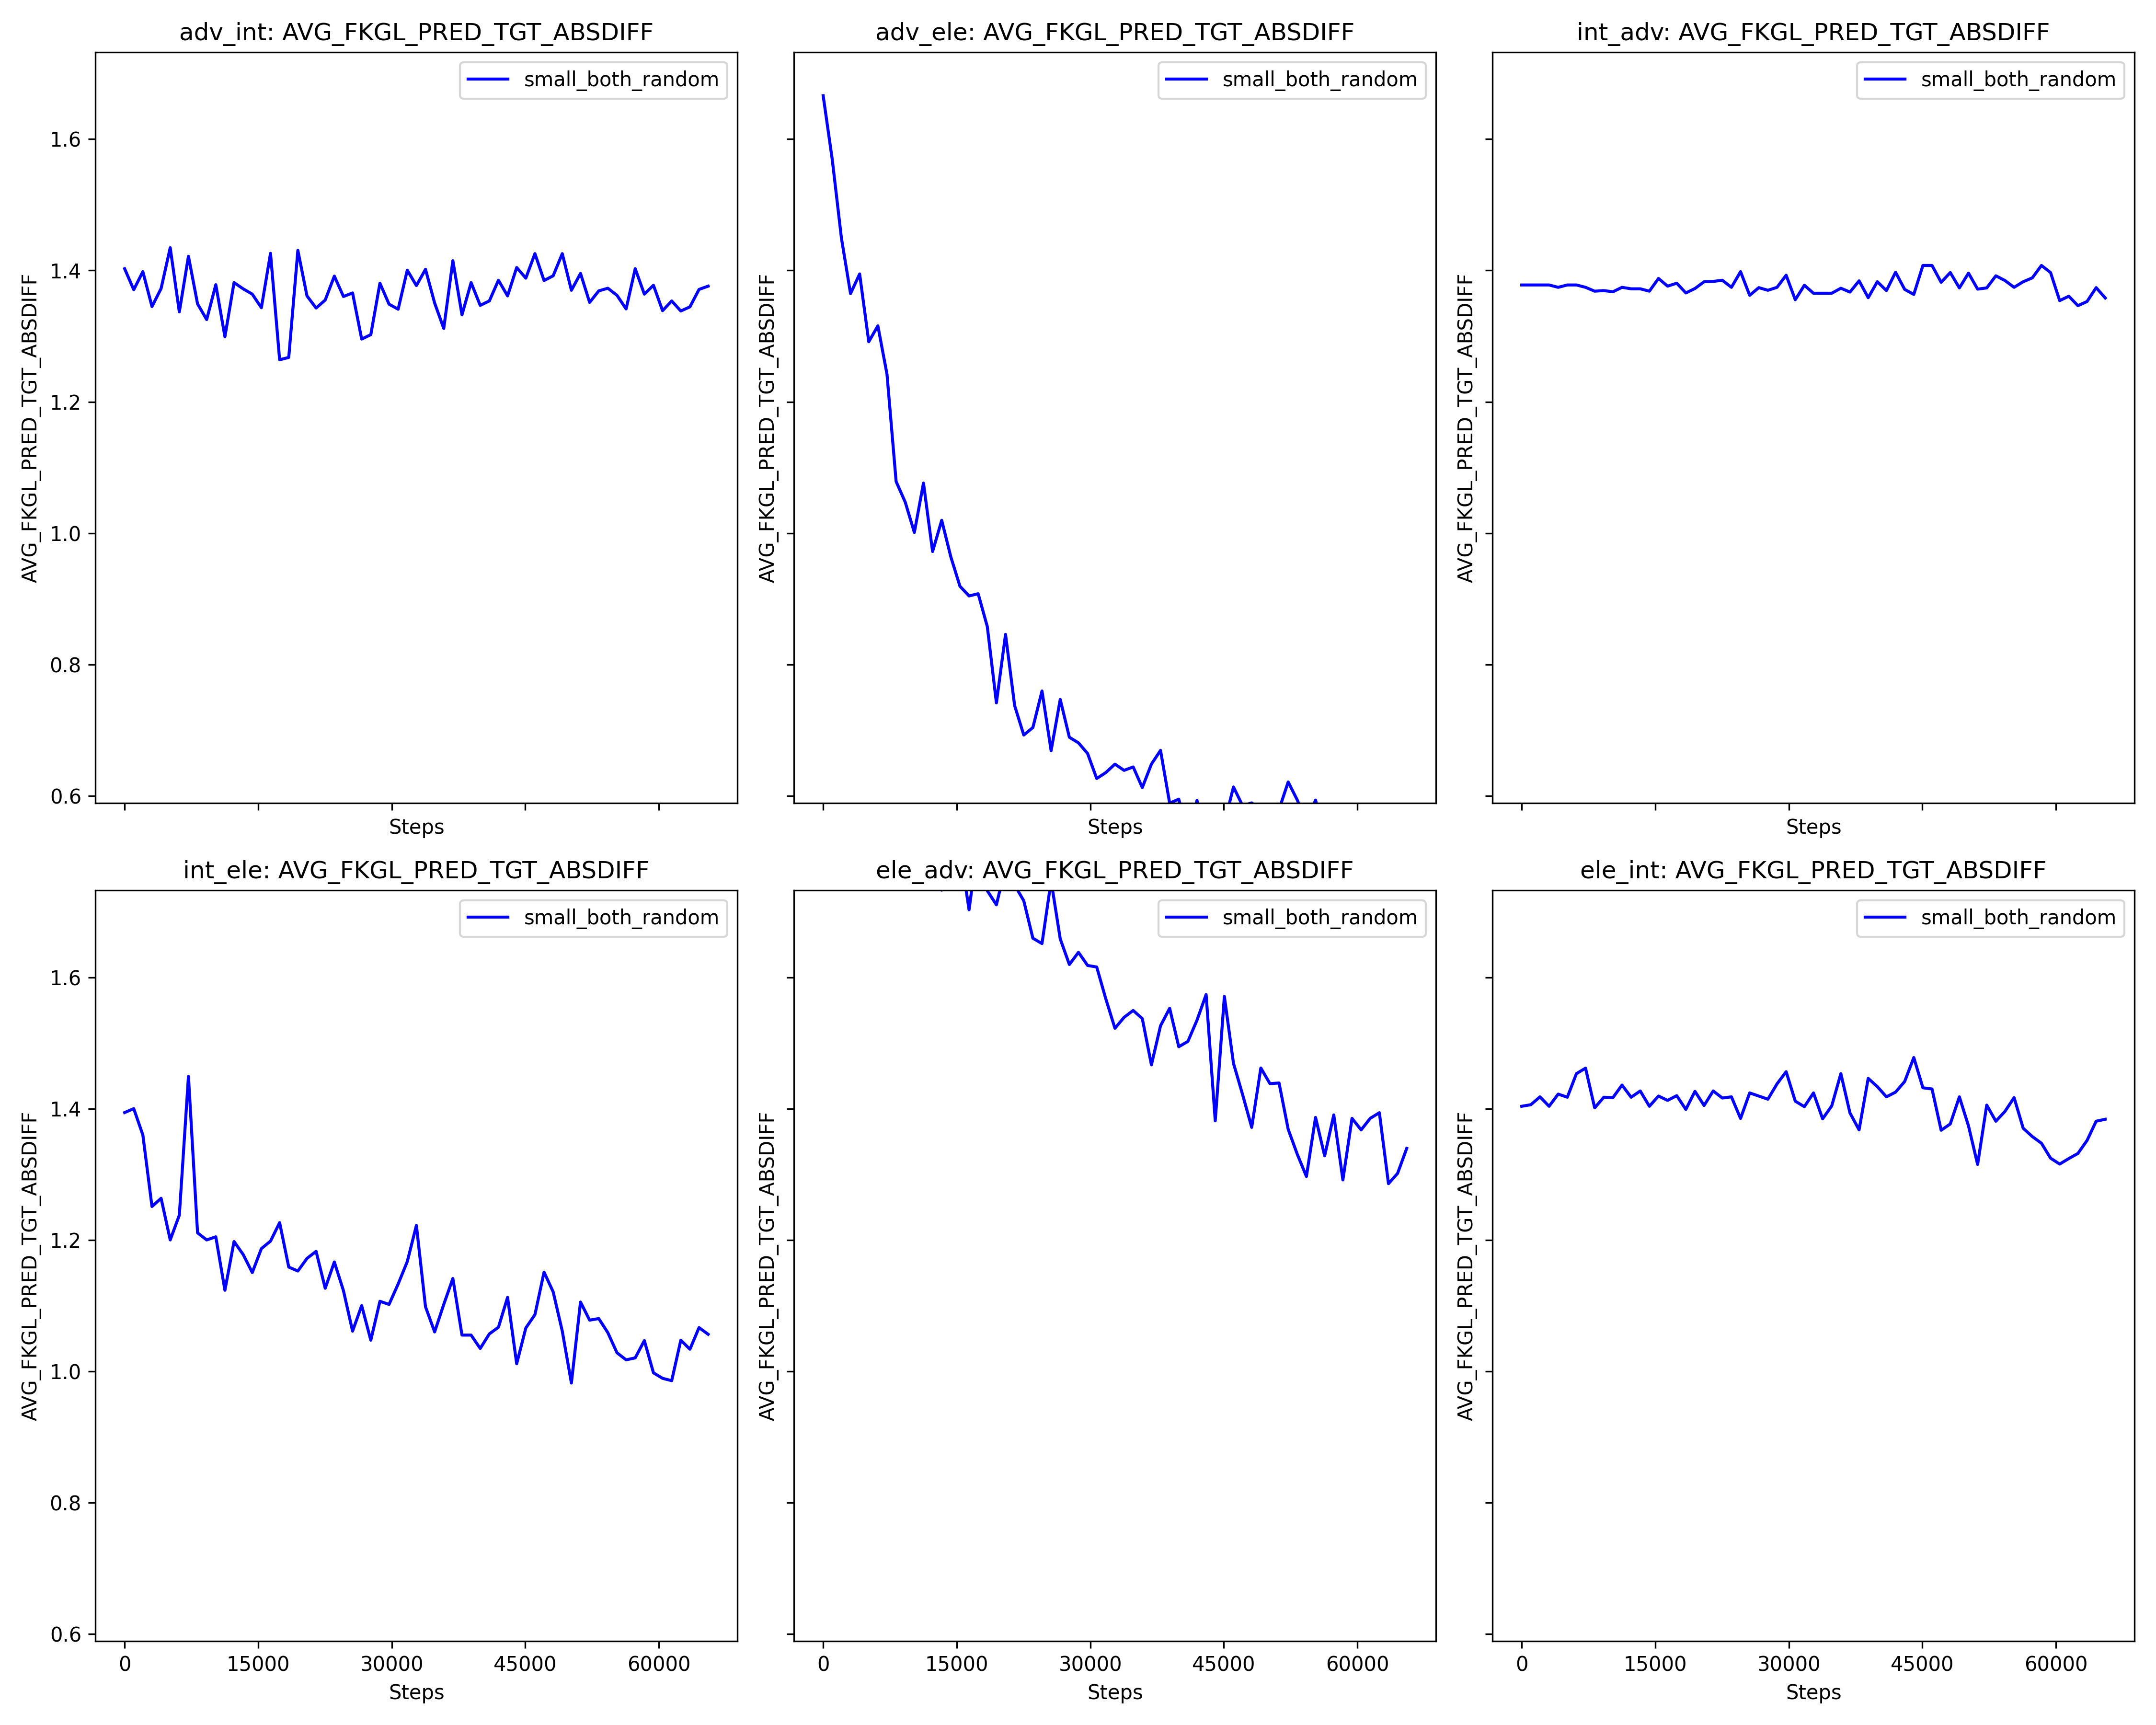 adv_int: AVG_FKGL_PRED_TGT_ABSDIFF
adv_ele: AVG_FKGL_PRED_TGT_ABSDIFF
int_adv: AVG_FKGL_PRED_TGT_ABSDIFF
small_both_random
small_both_random
small_both_random
AVG_FKGL_PRED_TGT_ABSDIFF
AVG_FKGL_PRED_TGT_ABSDIFF
AVG_FKGL_PRED_TGT_ABSDIFF
1.6
1.4
1.2
1.0
0.8
0.6
Steps
Steps
Steps
int_ele: AVG_FKGL_PRED_TGT_ABSDIFF
ele_adv: AVG_FKGL_PRED_TGT_ABSDIFF
ele_int: AVG_FKGL_PRED_TGT_ABSDIFF
small_both_random
small_both_random
small_both_random
AVG_FKGL_PRED_TGT_ABSDIFF
AVG_FKGL_PRED_TGT_ABSDIFF
AVG_FKGL_PRED_TGT_ABSDIFF
1.6
1.4
1.2
1.0
0.8
0.6
0 15000 30000 45000 60000
0 15000 30000 45000 60000
0 15000 30000 45000 60000
Steps
Steps
Steps